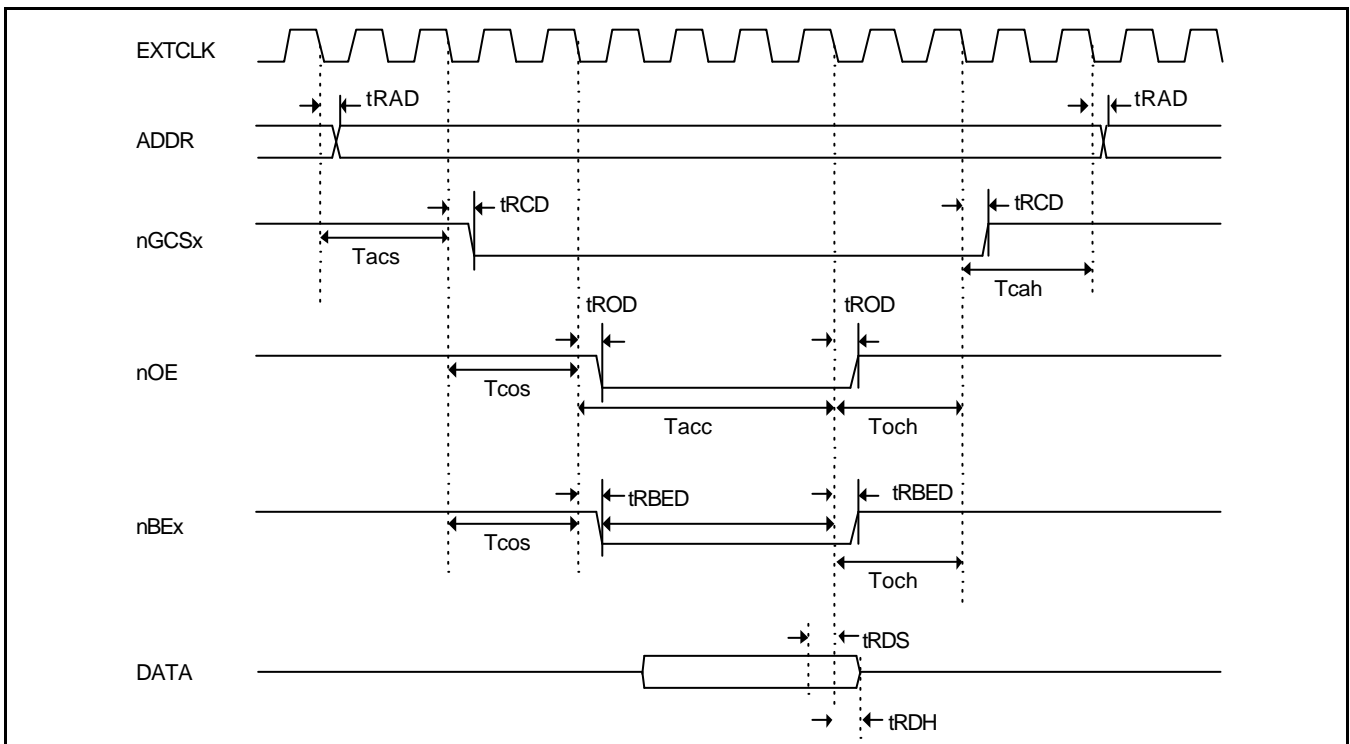 EXTCLK
tRAD
tRAD
ADDR
tRCD
tRCD
nGCSx
Tacs
Tcah
tROD
tROD
nOE
Tcos
Tacc
Toch
tRBED
tRBED
nBEx
Tcos
Toch
tRDS
DATA
tRDH